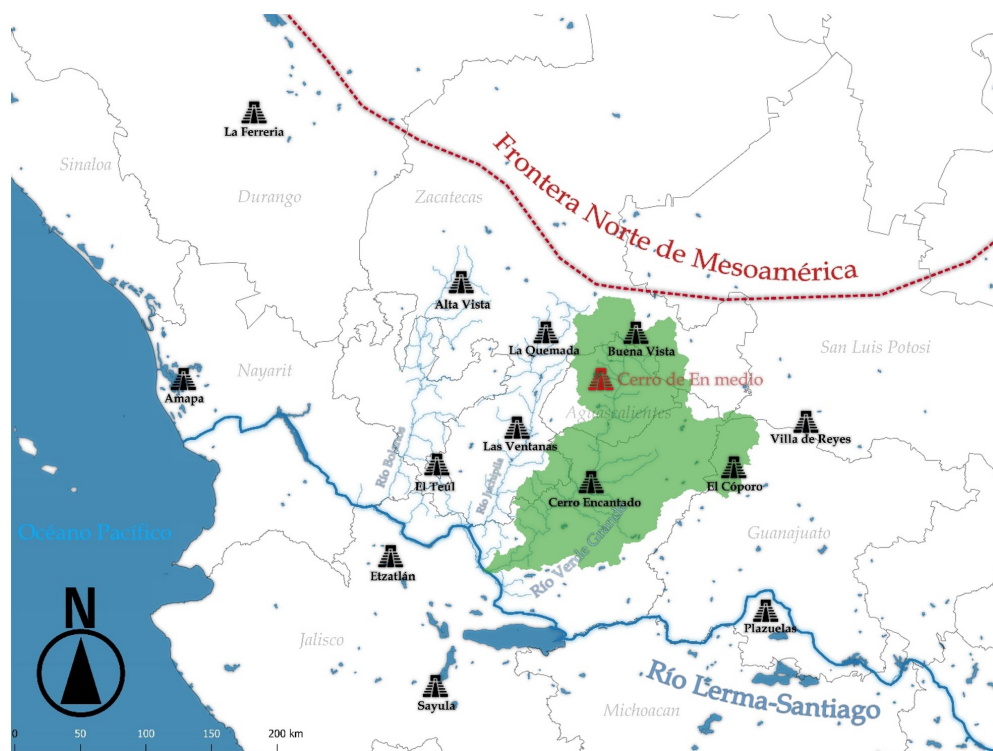 La Ferreria
Sinaloa
Durango
Zacatecas
Frontera Norte de Mesoamérica
Alta Vista
La Quemada
Buena Vista
San Luis Potosi
Nayarit
Amapa
Cerro de En medio
Aguascalientes
Las Ventanas
Villa de Reyes
Río Bolaños
El Teúl
Río Juchipila
Cerro Encantado
El Cóporo
Océano Pacífico
Río Verde Grande
Guanajuato
Etzatlán
N
Jalisco
Plazuelas
Río Lerma-Santiago
Sayula
Michoacan
0 50 100 150 200 km